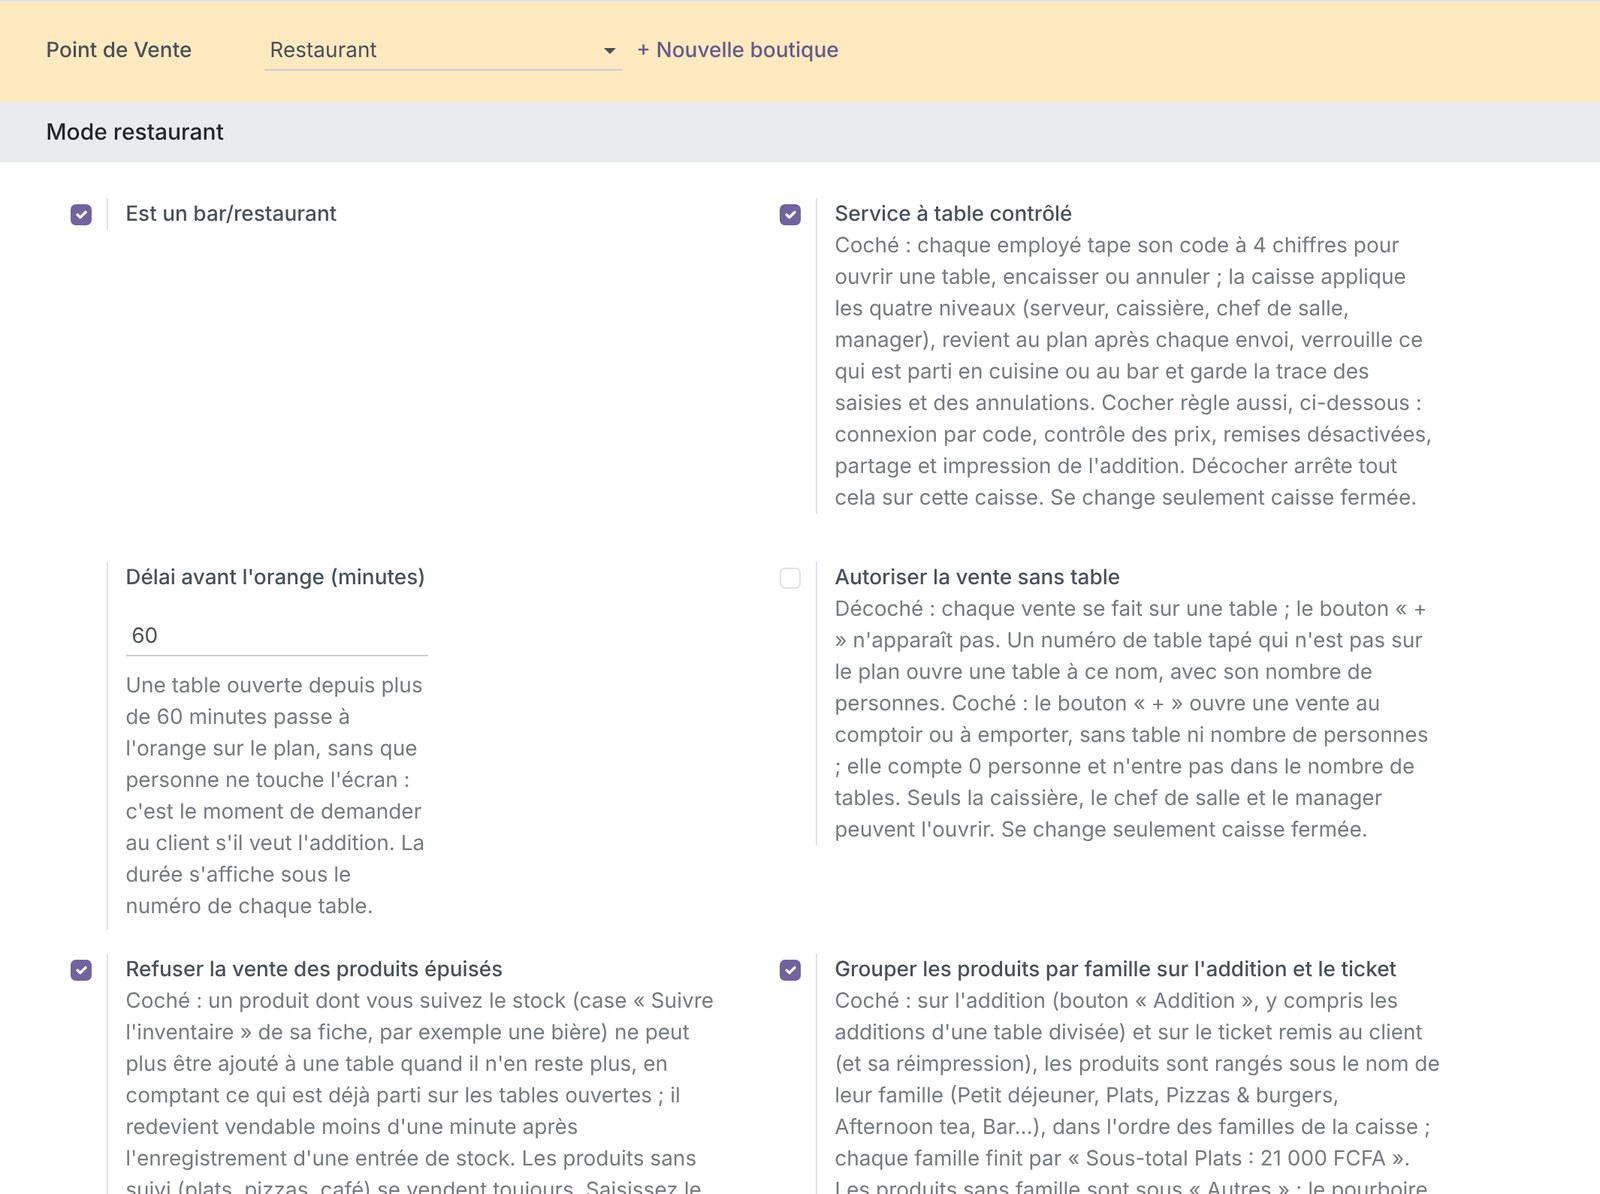 Point de Vente
Restaurant
+ Nouvelle boutique
Mode restaurant
Est un bar/restaurant
Service à table contrôlé
Coché : chaque employé tape son code à 4 chiffres pour
ouvrir une table, encaisser ou annuler ; la caisse applique
les quatre niveaux (serveur, caissière, chef de salle,
manager), revient au plan après chaque envoi, verrouille ce
qui est parti en cuisine ou au bar et garde la trace des
saisies et des annulations. Cocher règle aussi, ci-dessous :
connexion par code, contrôle des prix, remises désactivées,
partage et impression de l'addition. Décocher arrête tout
cela sur cette caisse. Se change seulement caisse fermée.
Délai avant l'orange (minutes)
60
Une table ouverte depuis plus
de 60 minutes passe à
l'orange sur le plan, sans que
personne ne touche l'écran :
c'est le moment de demander
au client s'il veut l'addition. La
durée s'affiche sous le
numéro de chaque table.
Autoriser la vente sans table
Décoché : chaque vente se fait sur une table ; le bouton « +
» n'apparaît pas. Un numéro de table tapé qui n'est pas sur
le plan ouvre une table à ce nom, avec son nombre de
personnes. Coché : le bouton « + » ouvre une vente au
comptoir ou à emporter, sans table ni nombre de personnes
; elle compte 0 personne et n'entre pas dans le nombre de
tables. Seuls la caissière, le chef de salle et le manager
peuvent l'ouvrir. Se change seulement caisse fermée.
Refuser la vente des produits épuisés
Coché : un produit dont vous suivez le stock (case « Suivre
l'inventaire » de sa fiche, par exemple une bière) ne peut
plus être ajouté à une table quand il n'en reste plus, en
comptant ce qui est déjà parti sur les tables ouvertes ; il
redevient vendable moins d'une minute après
l'enregistrement d'une entrée de stock. Les produits sans
suivi (plats, pizzas, café) se vendent toujours. Saisissez le
Grouper les produits par famille sur l'addition et le ticket
Coché : sur l'addition (bouton « Addition », y compris les
additions d'une table divisée) et sur le ticket remis au client
(et sa réimpression), les produits sont rangés sous le nom de
leur famille (Petit déjeuner, Plats, Pizzas & burgers,
Afternoon tea, Bar...), dans l'ordre des familles de la caisse ;
chaque famille finit par « Sous-total Plats : 21 000 FCFA ».
Les produits sans famille sont sous « Autres » ; le pourboire